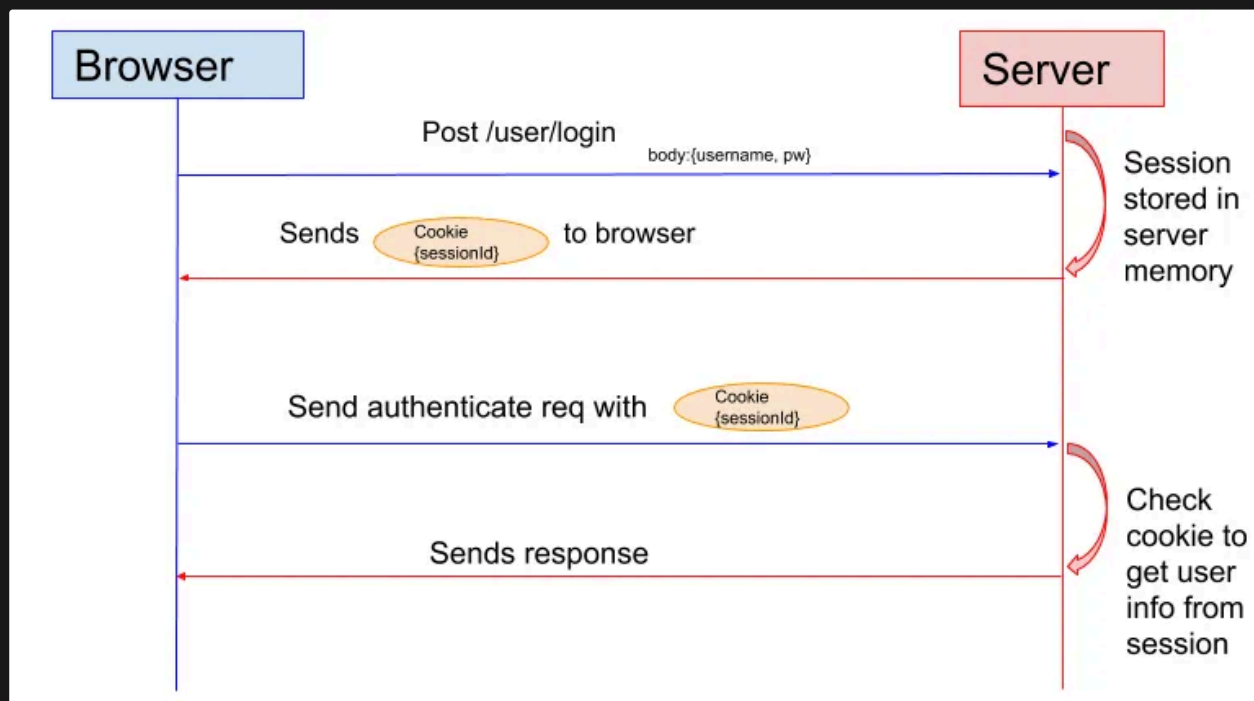 Browser
Server
Post /user/login
body:{username, pw}
Session
stored in
server
memory
Sends
Cookie
{sessionId}
to browser
Send authenticate req with
Cookie
{sessionId}
Check
cookie to
get user
info from
session
Sends response